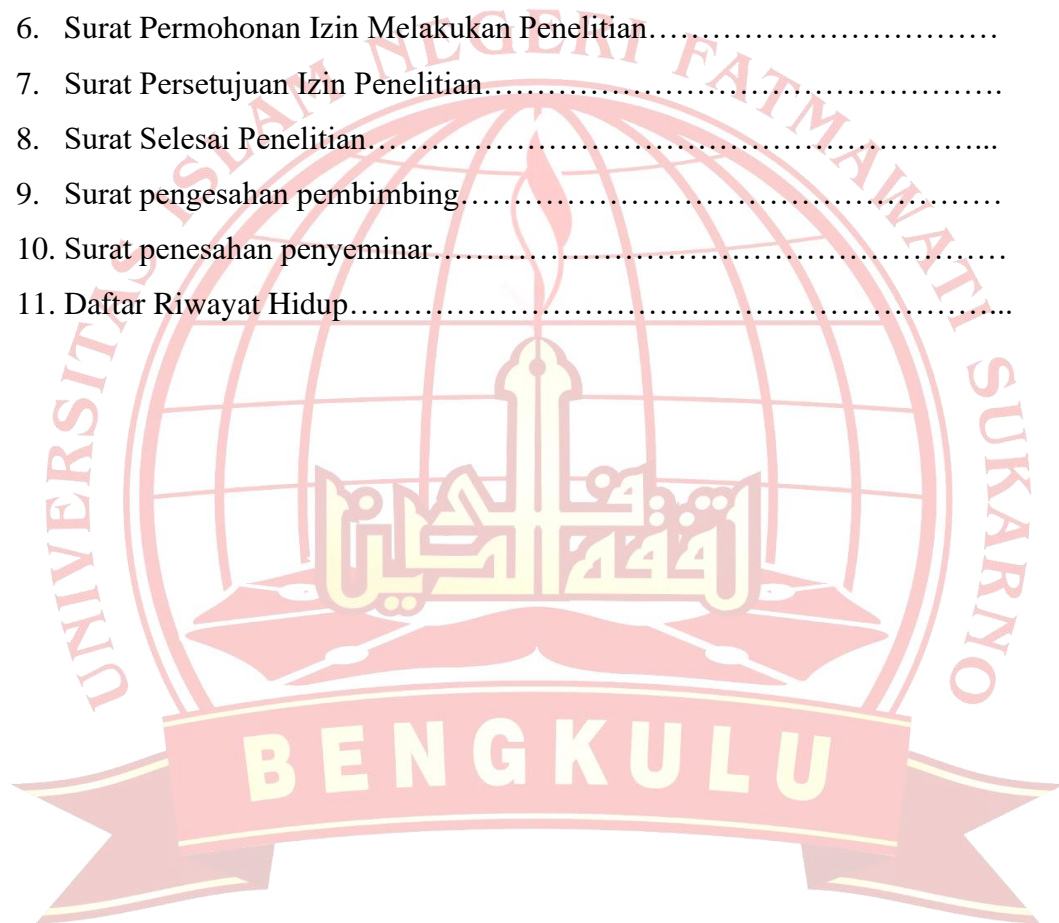 6. Surat Permohonan Izin Melakukan Penelitian…………………………….
7. Surat Persetujuan Izin Penelitian…………………………………………….
8. Surat Selesai Penelitian……………………………………………………...
9. Surat pengesahan pembimbing………………………………………………
10. Surat penesahan penyeminar…………………………………………………
11. Daftar Riwayat Hidup………………………………………………………...
UNIVERSITAS ISLAM NEGERI FATMAWATI SUKARNO
BENGKULU